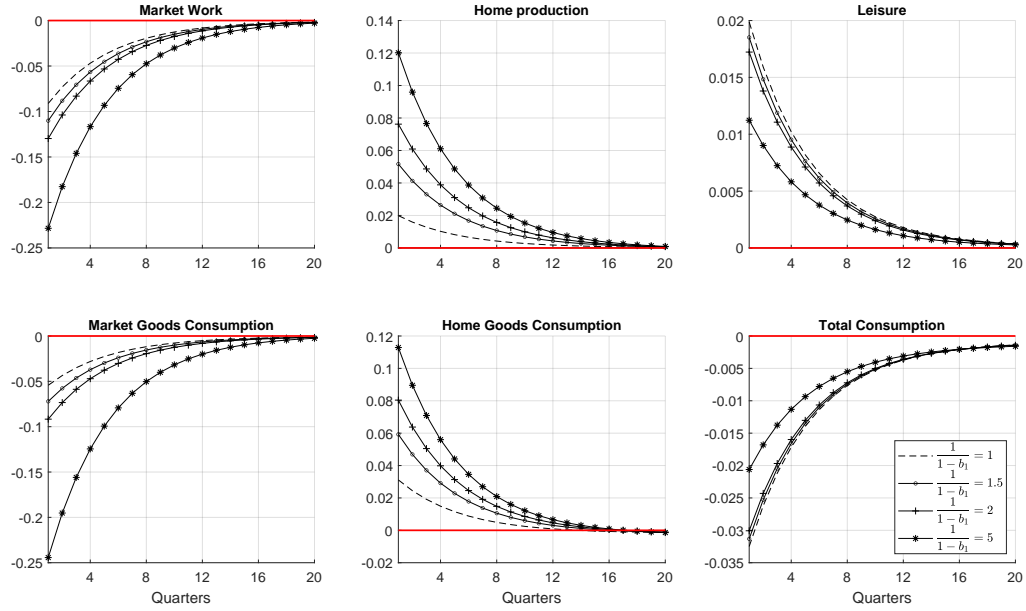 Market Work
0
-0.05
-0.1
-0.15
-0.2
-0.25
4 8 12 16 20
Home production
0.14
0.12
0.1
0.08
0.06
0.04
0.02
0
4 8 12 16 20
Leisure
0.02
0.015
0.01
0.005
0
4 8 12 16 20
Market Goods Consumption
0
-0.05
-0.1
-0.15
-0.2
-0.25
4 8 12 16 20
Quarters
Home Goods Consumption
0.12
0.1
0.08
0.06
0.04
0.02
0
-0.02
4 8 12 16 20
Quarters
Total Consumption
0
-0.005
-0.01
-0.015
-0.02
-0.025
-0.03
-0.035
4 8 12 16 20
Quarters
1/(1 − b₁) = 1
1/(1 − b₁) = 1.5
1/(1 − b₁) = 2
1/(1 − b₁) = 5